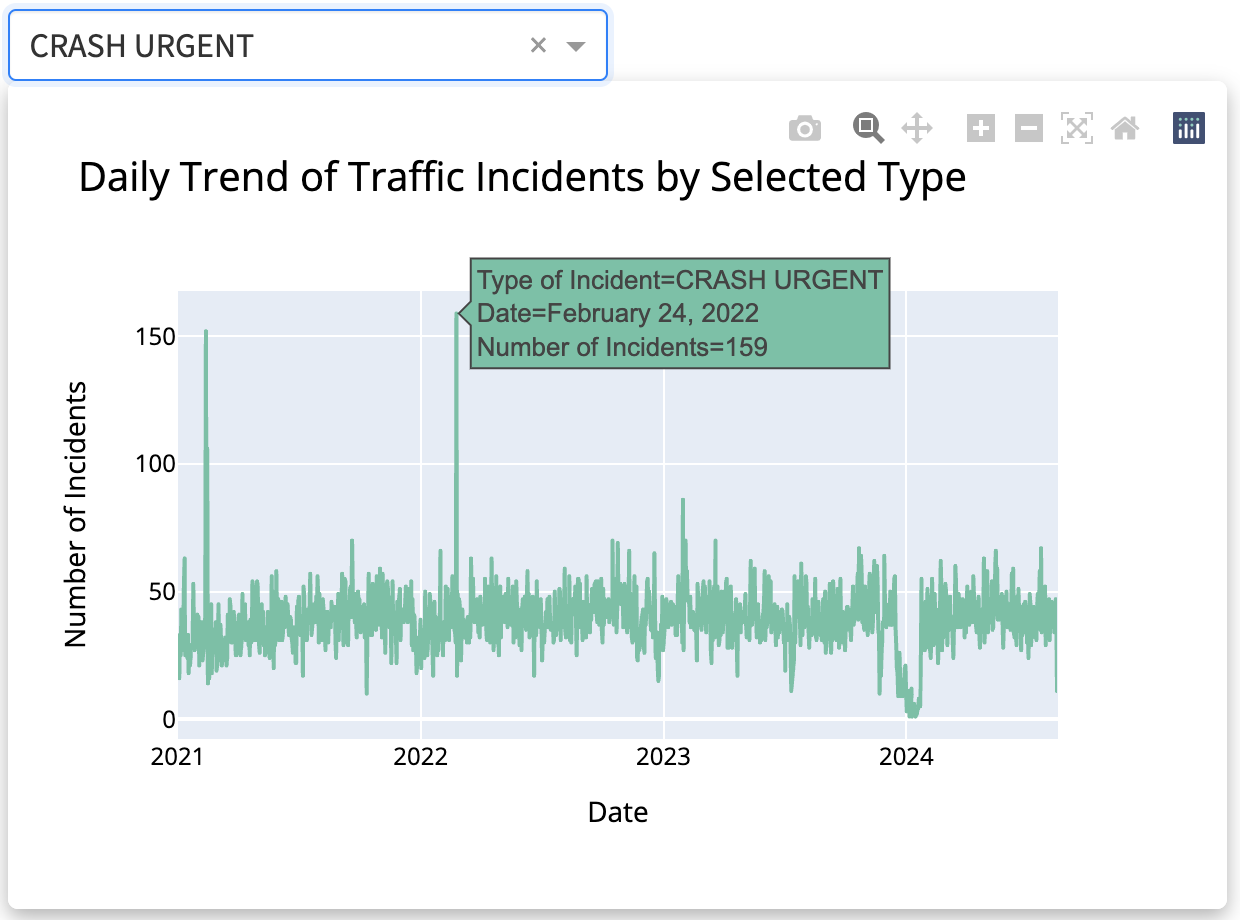 CRASH URGENT
Daily Trend of Traffic Incidents by Selected Type
Type of Incident=CRASH URGENT
Date=February 24, 2022
Number of Incidents=159
150
100
50
0
Number of Incidents
2021 2022 2023 2024
Date